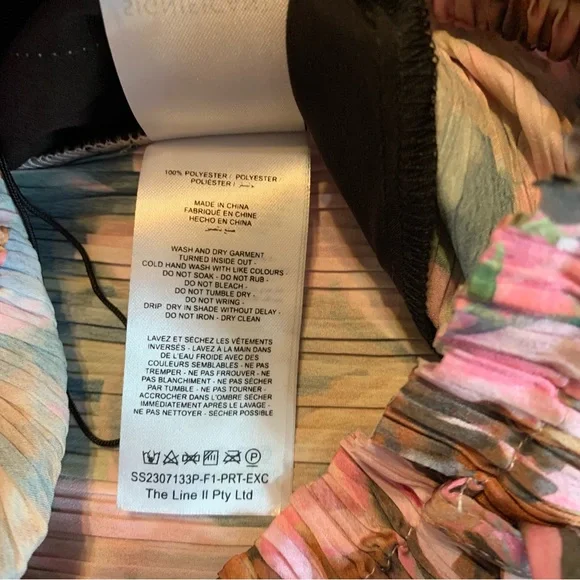 100% POLYESTER / POLYESTER
POLIÉSTER /
MADE IN CHINA
FABRIQUÉ EN CHINE
HECHO EN CHINA
WASH AND DRY GARMENT
TURNED INSIDE OUT -
COLD HAND WASH WITH LIKE COLOURS
DO NOT SOAK - DO NOT RUB -
DO NOT BLEACH -
DO NOT TUMBLE DRY -
DO NOT WRING -
DRIP DRY IN SHADE WITHOUT DELAY -
DO NOT IRON - DRY CLEAN
LAVEZ ET SÉCHEZ LES VÊTEMENTS
INVERSÉS - LAVEZ À LA MAIN DANS
DE L'EAU FROIDE AVEC DES
COULEURS SEMBLABLES - NE PAS
TREMPER - NE PAS FRROUVER - NE
PAS BLANCHIMENT - NE PAS SÉCHER
PAR TUMBLE - NE PAS TOURNER -
ACCROCHER DANS L'OMBRE SÉCHER
IMMÉDIATEMENT APRÈS LE LAVAGE -
NE PAS NETTOYER - SÉCHER POSSIBLE
SS2307133P-F1-PRT-EXC
The Line II Pty Ltd